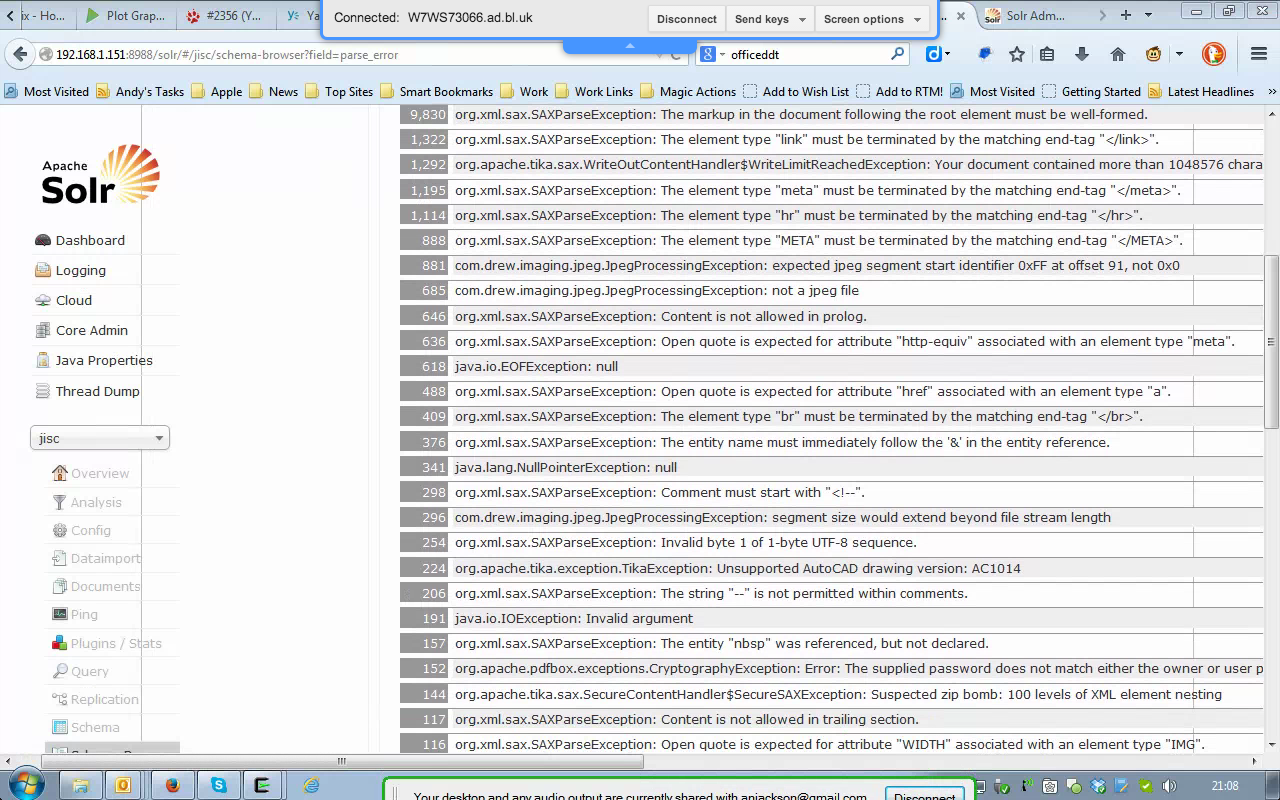 ix - Ho...
Plot Grap...
#2356 (Y...
Yz
Connected: W7WS73066.ad.bl.uk
Disconnect
Send keys
Screen options
Solr Adm...
192.168.1.151:8988/solr/#/jisc/schema-browser?field=parse_error
officeddt
Most Visited
Andy's Tasks
Apple
News
Top Sites
Smart Bookmarks
Work
Work Links
Magic Actions
Add to Wish List
Add to RTM!
Most Visited
Getting Started
Latest Headlines
Apache
Solr
Dashboard
Logging
Cloud
Core Admin
Java Properties
Thread Dump
jisc
Overview
Analysis
Config
Dataimport
Documents
Ping
Plugins / Stats
Query
Replication
Schema
9,830 org.xml.sax.SAXParseException: The markup in the document following the root element must be well-formed.
1,322 org.xml.sax.SAXParseException: The element type "link" must be terminated by the matching end-tag "</link>".
1,292 org.apache.tika.sax.WriteOutContentHandler$WriteLimitReachedException: Your document contained more than 1048576 chara
1,195 org.xml.sax.SAXParseException: The element type "meta" must be terminated by the matching end-tag "</meta>".
1,114 org.xml.sax.SAXParseException: The element type "hr" must be terminated by the matching end-tag "</hr>".
888 org.xml.sax.SAXParseException: The element type "META" must be terminated by the matching end-tag "</META>".
881 com.drew.imaging.jpeg.JpegProcessingException: expected jpeg segment start identifier 0xFF at offset 91, not 0x0
685 com.drew.imaging.jpeg.JpegProcessingException: not a jpeg file
646 org.xml.sax.SAXParseException: Content is not allowed in prolog.
636 org.xml.sax.SAXParseException: Open quote is expected for attribute "http-equiv" associated with an element type "meta".
618 java.io.EOFException: null
488 org.xml.sax.SAXParseException: Open quote is expected for attribute "href" associated with an element type "a".
409 org.xml.sax.SAXParseException: The element type "br" must be terminated by the matching end-tag "</br>".
376 org.xml.sax.SAXParseException: The entity name must immediately follow the '&' in the entity reference.
341 java.lang.NullPointerException: null
298 org.xml.sax.SAXParseException: Comment must start with "<!--".
296 com.drew.imaging.jpeg.JpegProcessingException: segment size would extend beyond file stream length
254 org.xml.sax.SAXParseException: Invalid byte 1 of 1-byte UTF-8 sequence.
224 org.apache.tika.exception.TikaException: Unsupported AutoCAD drawing version: AC1014
206 org.xml.sax.SAXParseException: The string "--" is not permitted within comments.
191 java.io.IOException: Invalid argument
157 org.xml.sax.SAXParseException: The entity "nbsp" was referenced, but not declared.
152 org.apache.pdfbox.exceptions.CryptographyException: Error: The supplied password does not match either the owner or user p
144 org.apache.tika.sax.SecureContentHandler$SecureSAXException: Suspected zip bomb: 100 levels of XML element nesting
117 org.xml.sax.SAXParseException: Content is not allowed in trailing section.
116 org.xml.sax.SAXParseException: Open quote is expected for attribute "WIDTH" associated with an element type "IMG".
Your desktop and any audio output are currently shared with anjackson@gmail.com.
Disconnect
21:08